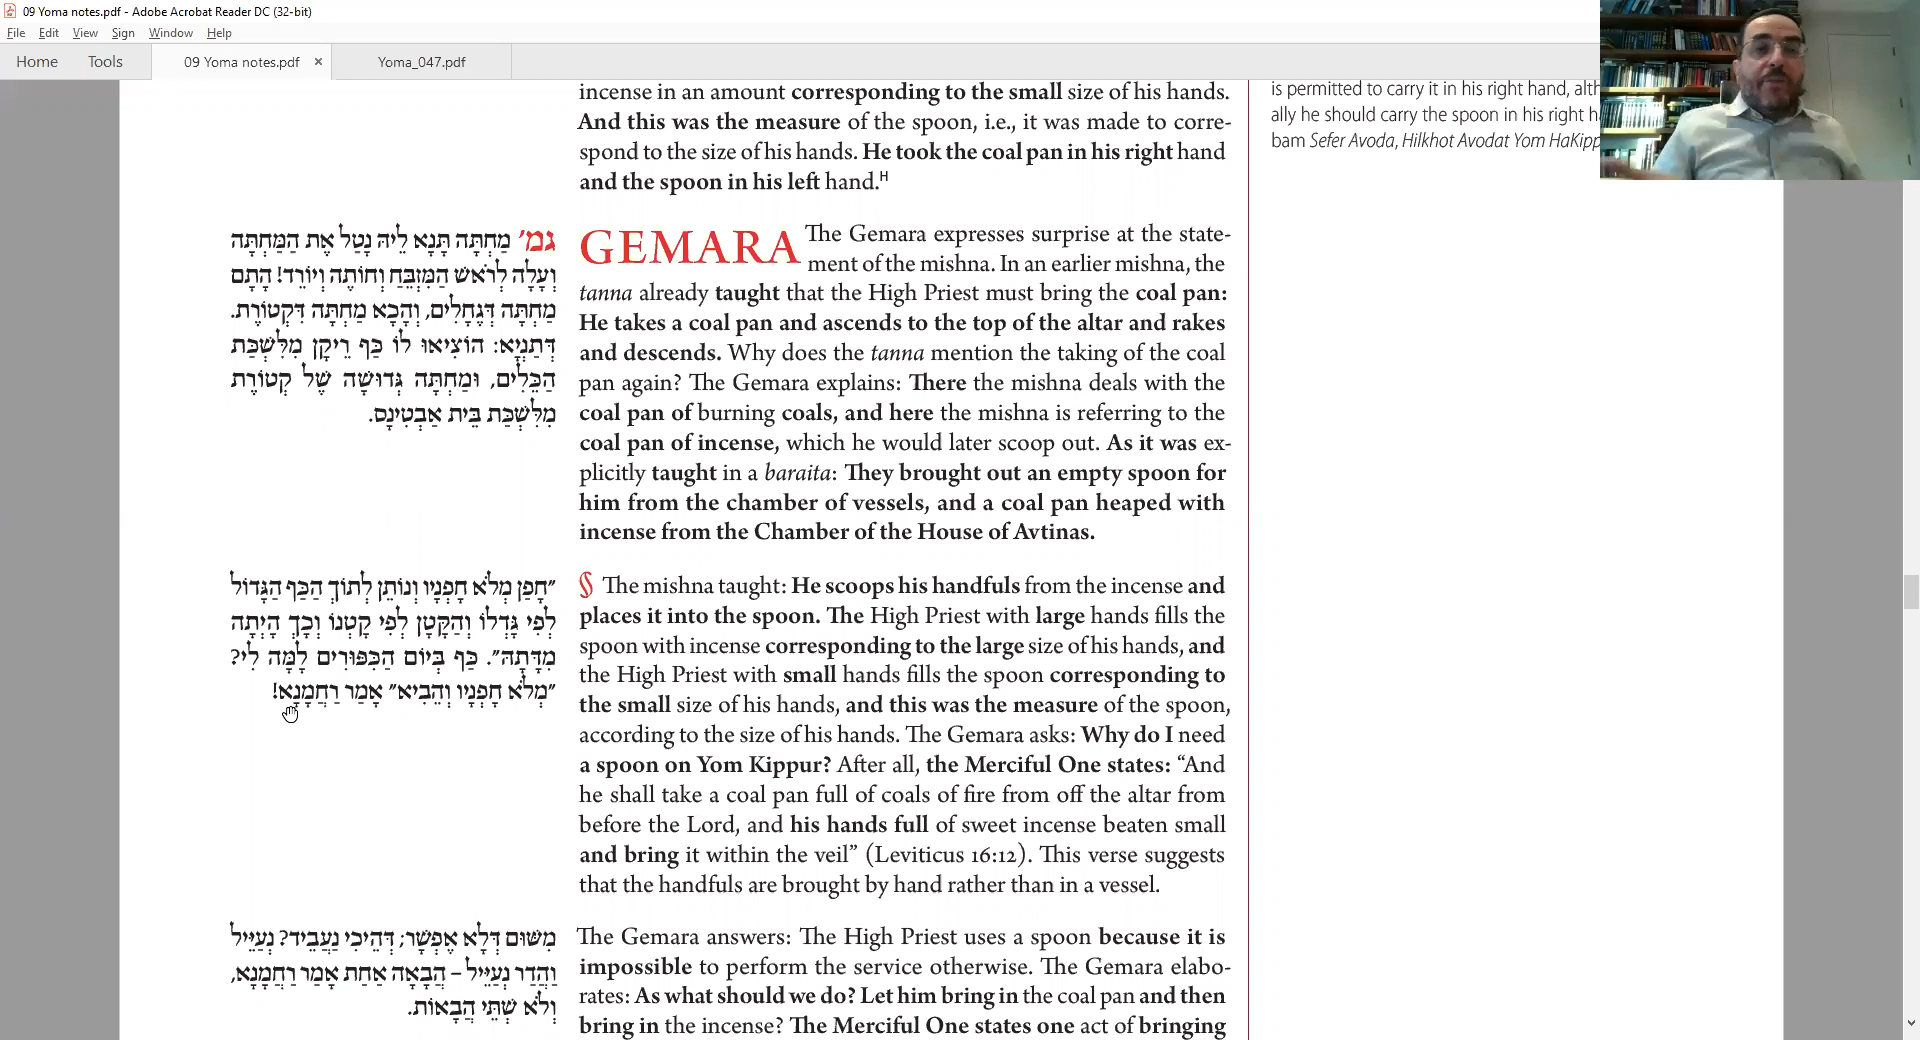 09 Yoma notes.pdf - Adobe Acrobat Reader DC (32-bit)
File Edit View Sign Window Help
Home Tools 09 Yoma notes.pdf × Yoma_047.pdf
incense in an amount corresponding to the small size of his hands.
And this was the measure of the spoon, i.e., it was made to corre-
spond to the size of his hands. He took the coal pan in his right hand
and the spoon in his left hand.H
is permitted to carry it in his right hand,
ally he should carry the spoon in his right
bam Sefer Avoda, Hilkhot Avodat Yom
גמ׳ מַחְתָּה תָּנָא לֵיהּ נָטַל אֶת הַמַּחְתָּה
וְעָלָה לְרֹאשׁ הַמִּזְבֵּחַ וְחוֹתֶה וְיוֹרֵד! הָתָם
מַחְתָּה דְּגֶחָלִים, וְהָכָא מַחְתָּה דִּקְטוֹרֶת.
דְּתַנְיָא: הוֹצִיאוּ לוֹ כַּף רֵיקָן מִלִּשְׁכַּת
הַכֵּלִים, וּמַחְתָּה גְּדוּשָׁה שֶׁל קְטוֹרֶת
מִלִּשְׁכַּת בֵּית אַבְטִינָס.
GEMARA The Gemara expresses surprise at the state-
ment of the mishna. In an earlier mishna, the
tanna already taught that the High Priest must bring the coal pan:
He takes a coal pan and ascends to the top of the altar and rakes
and descends. Why does the tanna mention the taking of the coal
pan again? The Gemara explains: There the mishna deals with the
coal pan of burning coals, and here the mishna is referring to the
coal pan of incense, which he would later scoop out. As it was ex-
plicitly taught in a baraita: They brought out an empty spoon for
him from the chamber of vessels, and a coal pan heaped with
incense from the Chamber of the House of Avtinas.
״חָפַן מְלֹא חָפְנָיו וְנוֹתֵן לְתוֹךְ הַכַּף הַגָּדוֹל
לְפִי גׇּדְלוֹ וְהַקָּטָן לְפִי קׇטְנוֹ וְכָךְ הָיְתָה
מִדָּתָהּ״. כַּף בְּיוֹם הַכִּפּוּרִים לָמָּה לִי?
״מְלֹא חָפְנָיו וְהֵבִיא״ אָמַר רַחֲמָנָא!
§ The mishna taught: He scoops his handfuls from the incense and
places it into the spoon. The High Priest with large hands fills the
spoon with incense corresponding to the large size of his hands, and
the High Priest with small hands fills the spoon corresponding to
the small size of his hands, and this was the measure of the spoon,
according to the size of his hands. The Gemara asks: Why do I need
a spoon on Yom Kippur? After all, the Merciful One states: “And
he shall take a coal pan full of coals of fire from off the altar from
before the Lord, and his hands full of sweet incense beaten small
and bring it within the veil” (Leviticus 16:12). This verse suggests
that the handfuls are brought by hand rather than in a vessel.
מִשּׁוּם דְּלָא אֶפְשָׁר; דְּהֵיכִי נַעֲבֵיד? נְעַיֵּיל
וַהֲדַר נְעַיֵּיל – הֲבָאָה אַחַת אָמַר רַחֲמָנָא,
וְלֹא שְׁתֵּי הֲבָאוֹת.
The Gemara answers: The High Priest uses a spoon because it is
impossible to perform the service otherwise. The Gemara elabo-
rates: As what should we do? Let him bring in the coal pan and then
bring in the incense? The Merciful One states one act of bringing